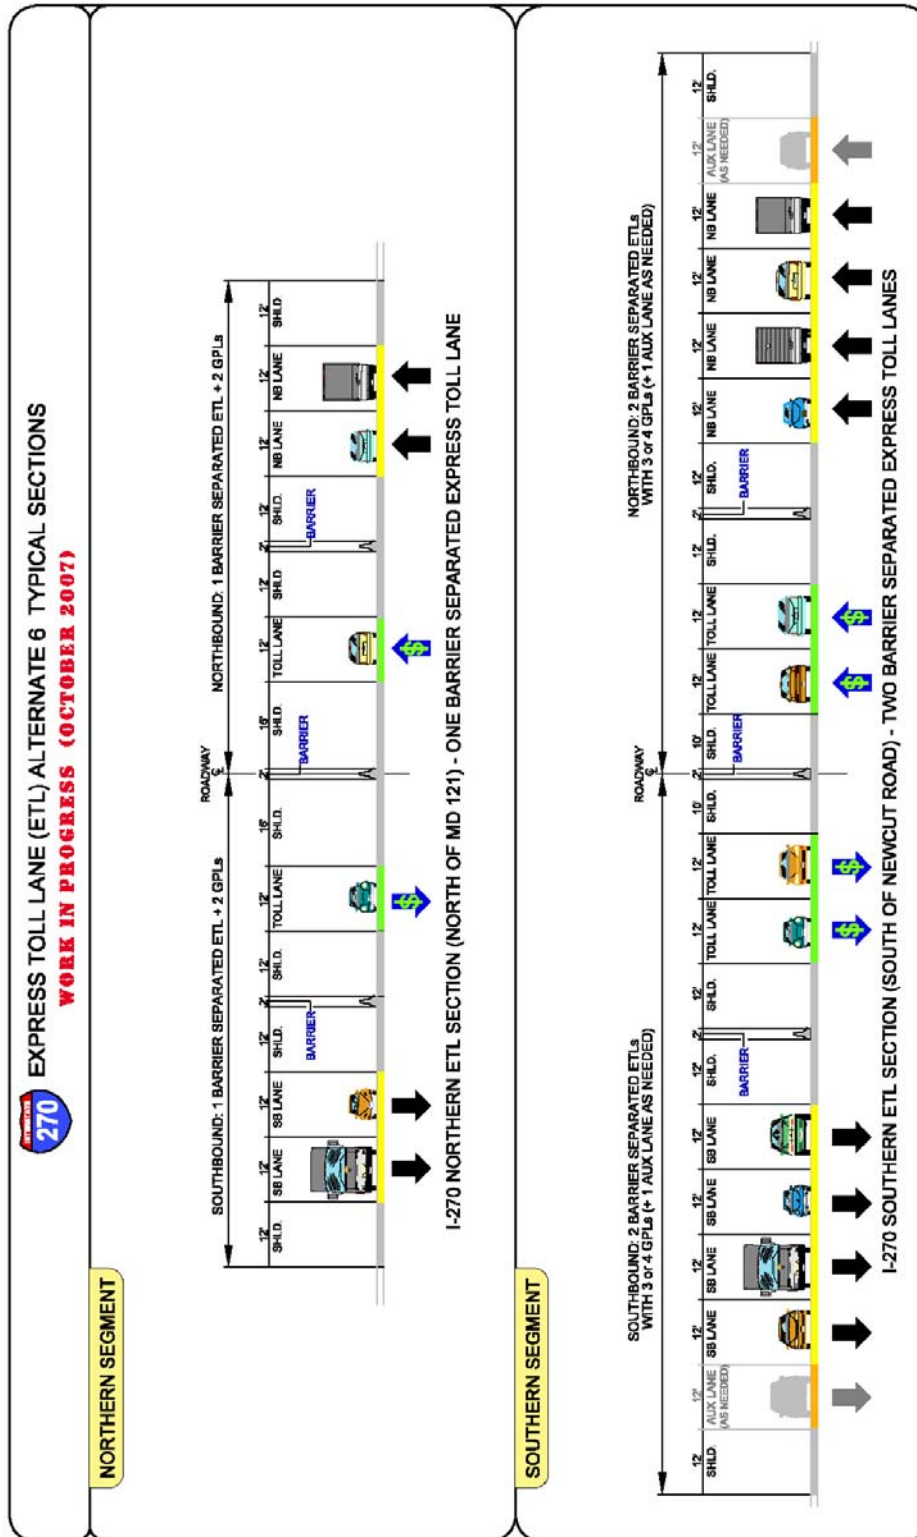 270
EXPRESS TOLL LANE (ETL) ALTERNATE 6 TYPICAL SECTIONS
WORK IN PROGRESS (OCTOBER 2007)
NORTHERN SEGMENT
ROADWAY
℄
SOUTHBOUND: 1 BARRIER SEPARATED ETL + 2 GPLs
NORTHBOUND: 1 BARRIER SEPARATED ETL + 2 GPLs
12' 12' 12' 12' 2' 12' 12' 16' 2' 16' 12' 12' 2' 12' 12' 12' 12'
SHLD. SB LANE SB LANE SHLD. SHLD. TOLL LANE SHLD. SHLD. TOLL LANE SHLD. SHLD. NB LANE NB LANE SHLD
BARRIER BARRIER BARRIER
$ $
I-270 NORTHERN ETL SECTION (NORTH OF MD 121) - ONE BARRIER SEPARATED EXPRESS TOLL LANE
SOUTHERN SEGMENT
ROADWAY
℄
SOUTHBOUND: 2 BARRIER SEPARATED ETLs
WITH 3 or 4 GPLs (+ 1 AUX LANE AS NEEDED)
NORTHBOUND: 2 BARRIER SEPARATED ETLs
WITH 3 or 4 GPLs (+ 1 AUX LANE AS NEEDED)
12' 12' 12' 12' 12' 12' 12' 2' 12' 12' 12' 10' 2' 10' 12' 12' 12' 2' 12' 12' 12' 12' 12' 12' 12'
SHLD. AUX LANE SB LANE SB LANE SB LANE SB LANE SHLD. SHLD. TOLL LANE TOLL LANE SHLD. SHLD. TOLL LANE TOLL LANE SHLD. SHLD. NB LANE NB LANE NB LANE NB LANE AUX LANE SHLD.
(AS NEEDED) (AS NEEDED)
BARRIER BARRIER BARRIER
$ $ $ $
I-270 SOUTHERN ETL SECTION (SOUTH OF NEWCUT ROAD) - TWO BARRIER SEPARATED EXPRESS TOLL LANES